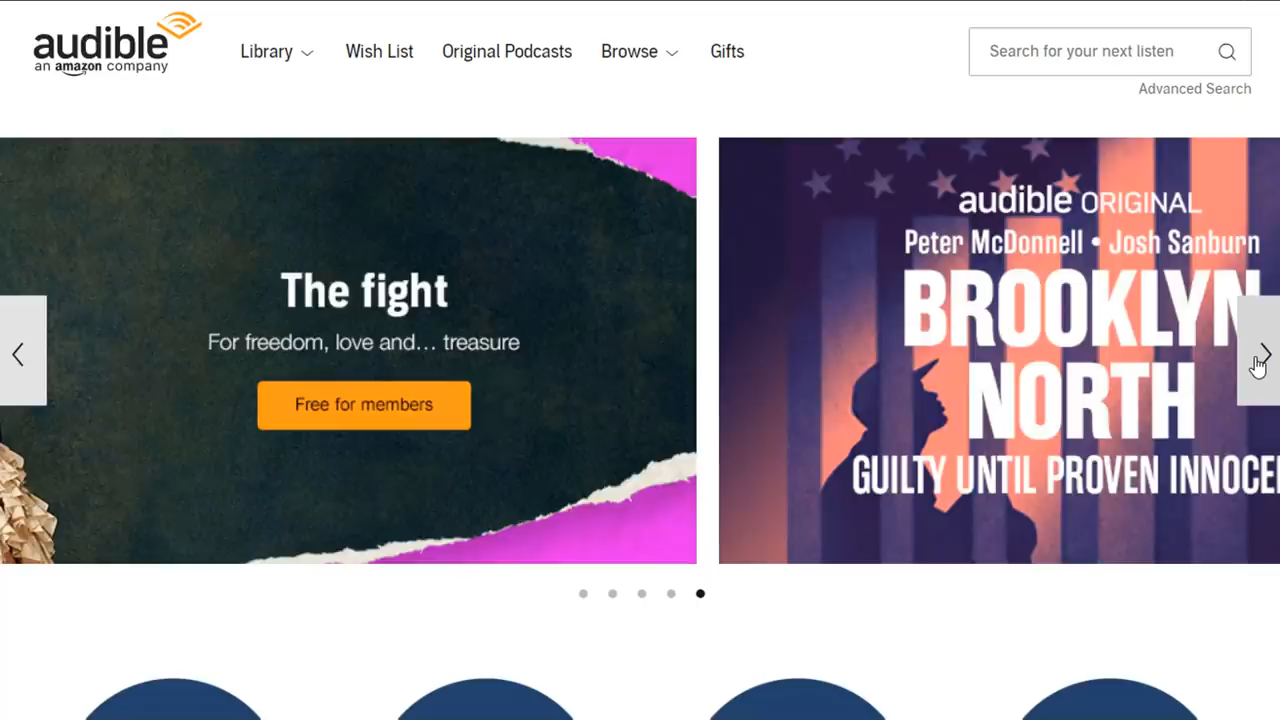 audible
an amazon company
Library
Wish List
Original Podcasts
Browse
Gifts
Search for your next listen
Advanced Search
The fight
For freedom, love and... treasure
Free for members
audible ORIGINAL
Peter McDonnell • Josh Sanburn
BROOKLYN
NORTH
GUILTY UNTIL PROVEN INNOCE